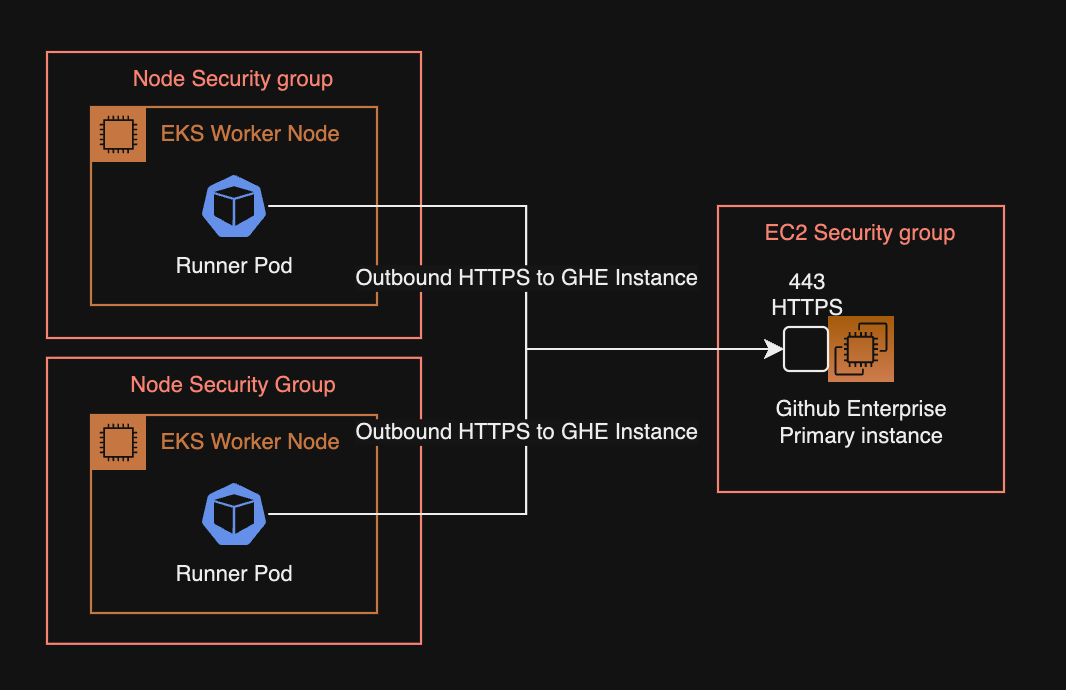 Node Security group
EKS Worker Node
Runner Pod
Outbound HTTPS to GHE Instance
Node Security Group
EKS Worker Node
Outbound HTTPS to GHE Instance
Runner Pod
EC2 Security group
443
HTTPS
Github Enterprise
Primary instance